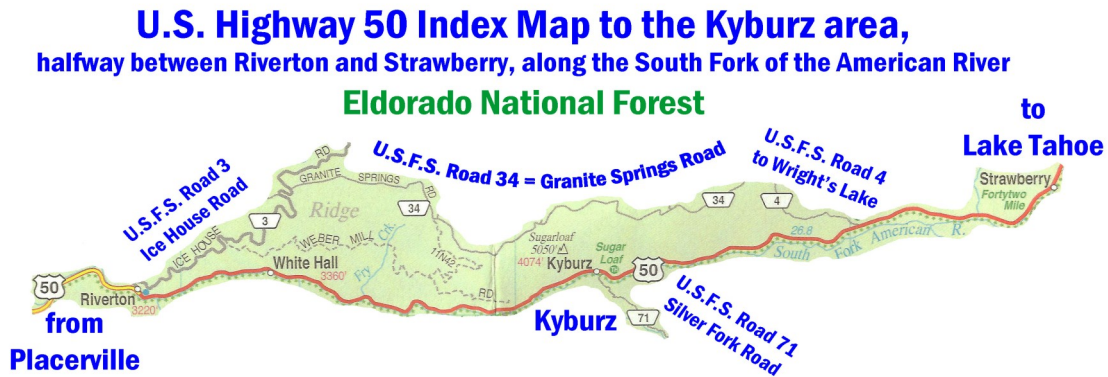 U.S. Highway 50 Index Map to the Kyburz area,
halfway between Riverton and Strawberry, along the South Fork of the American River
Eldorado National Forest
to
Lake Tahoe
U.S.F.S. Road 3
Ice House Road
U.S.F.S. Road 34 = Granite Springs Road
U.S.F.S. Road 4
to Wright's Lake
RD
GRANITE SPRINGS RD
Strawberry
Fortytwo
Mile
34
34
4
3
Ridge
ICE HOUSE
WEBER MILL
RD
Fry Crk
11N42
Sugarloaf
5050'
4074'
Kyburz
Sugar
Loaf
26.8
South Fork American R.
White Hall
3360'
50
50
Riverton
3220'
from
Placerville
Kyburz
71
U.S.F.S. Road 71
Silver Fork Road